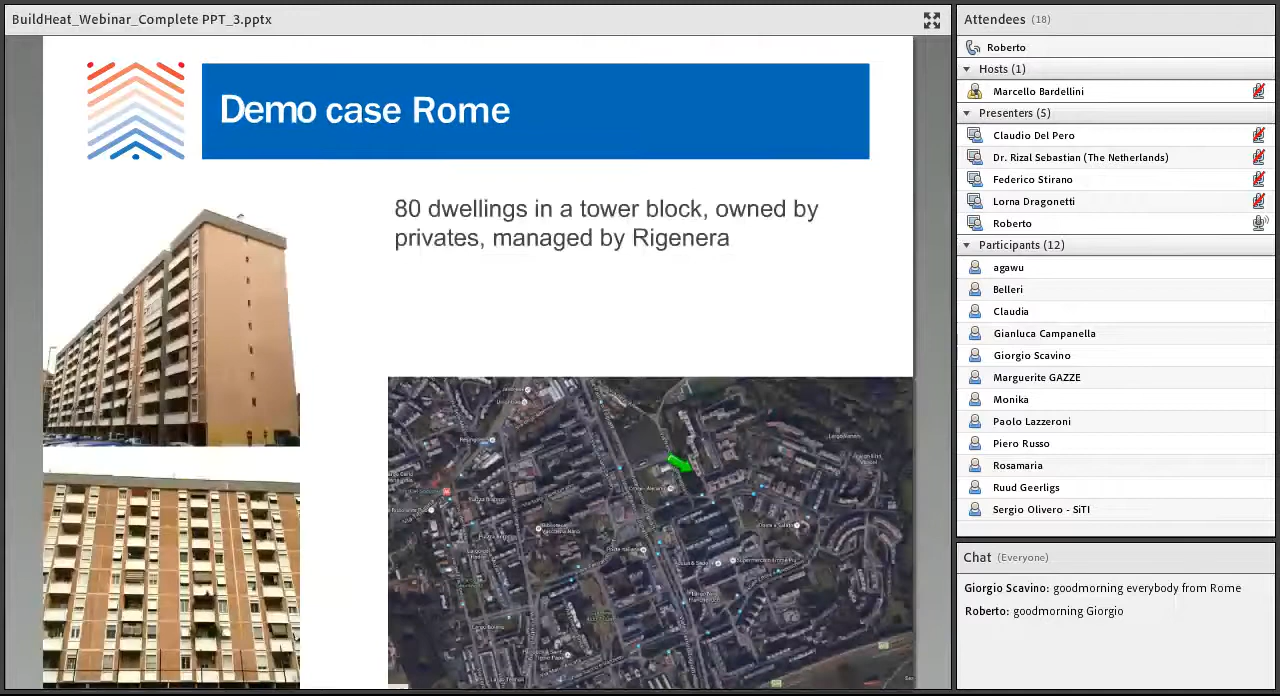 BuildHeat_Webinar_Complete PPT_3.pptx
Demo case Rome
80 dwellings in a tower block, owned by
privates, managed by Rigenera
Attendees (18)
Roberto
Hosts (1)
Marcello Bardellini
Presenters (5)
Claudio Del Pero
Dr. Rizal Sebastian (The Netherlands)
Federico Stirano
Lorna Dragonetti
Roberto
Participants (12)
agawu
Belleri
Claudia
Gianluca Campanella
Giorgio Scavino
Marguerite GAZZE
Monika
Paolo Lazzeroni
Piero Russo
Rosamaria
Ruud Geerligs
Sergio Olivero - SiTI
Chat (Everyone)
Giorgio Scavino: goodmorning everybody from Rome
Roberto: goodmorning Giorgio